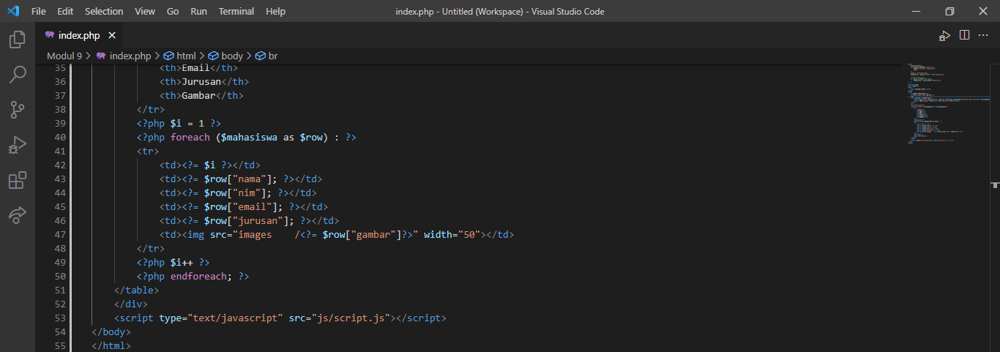 File Edit Selection View Go Run Terminal Help index.php - Untitled (Workspace) - Visual Studio Code
index.php
Modul 9 > index.php > html > body > br
35 <th>Email</th>
36 <th>Jurusan</th>
37 <th>Gambar</th>
38 </tr>
39 <?php $i = 1 ?>
40 <?php foreach ($mahasiswa as $row) : ?>
41 <tr>
42 <td><?= $i ?></td>
43 <td><?= $row["nama"]; ?></td>
44 <td><?= $row["nim"]; ?></td>
45 <td><?= $row["email"]; ?></td>
46 <td><?= $row["jurusan"]; ?></td>
47 <td><img src="images    /<?= $row["gambar"]?>" width="50"></td>
48 </tr>
49 <?php $i++ ?>
50 <?php endforeach; ?>
51 </table>
52 </div>
53 <script type="text/javascript" src="js/script.js"></script>
54 </body>
55 </html>